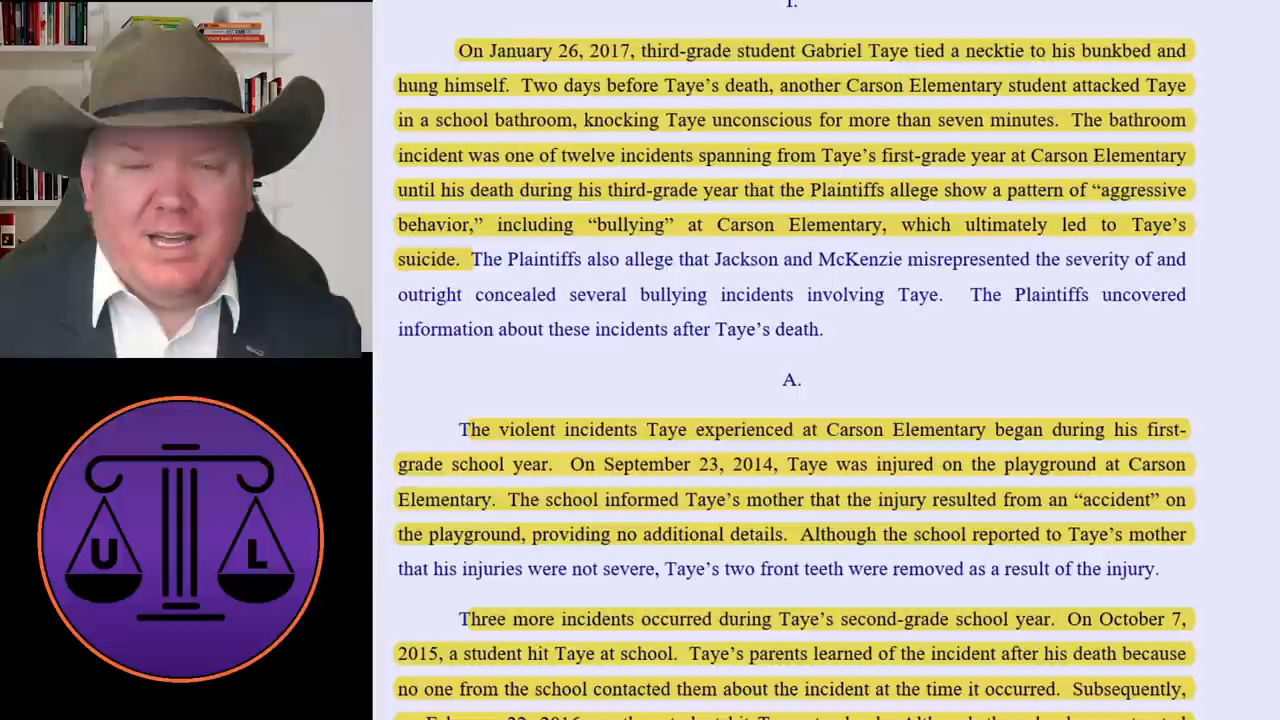 I.
On January 26, 2017, third-grade student Gabriel Taye tied a necktie to his bunkbed and
hung himself. Two days before Taye’s death, another Carson Elementary student attacked Taye
in a school bathroom, knocking Taye unconscious for more than seven minutes. The bathroom
incident was one of twelve incidents spanning from Taye’s first-grade year at Carson Elementary
until his death during his third-grade year that the Plaintiffs allege show a pattern of “aggressive
behavior,” including “bullying” at Carson Elementary, which ultimately led to Taye’s
suicide. The Plaintiffs also allege that Jackson and McKenzie misrepresented the severity of and
outright concealed several bullying incidents involving Taye. The Plaintiffs uncovered
information about these incidents after Taye’s death.
A.
The violent incidents Taye experienced at Carson Elementary began during his first-
grade school year. On September 23, 2014, Taye was injured on the playground at Carson
Elementary. The school informed Taye’s mother that the injury resulted from an “accident” on
the playground, providing no additional details. Although the school reported to Taye’s mother
that his injuries were not severe, Taye’s two front teeth were removed as a result of the injury.
Three more incidents occurred during Taye’s second-grade school year. On October 7,
2015, a student hit Taye at school. Taye’s parents learned of the incident after his death because
no one from the school contacted them about the incident at the time it occurred. Subsequently,
U L